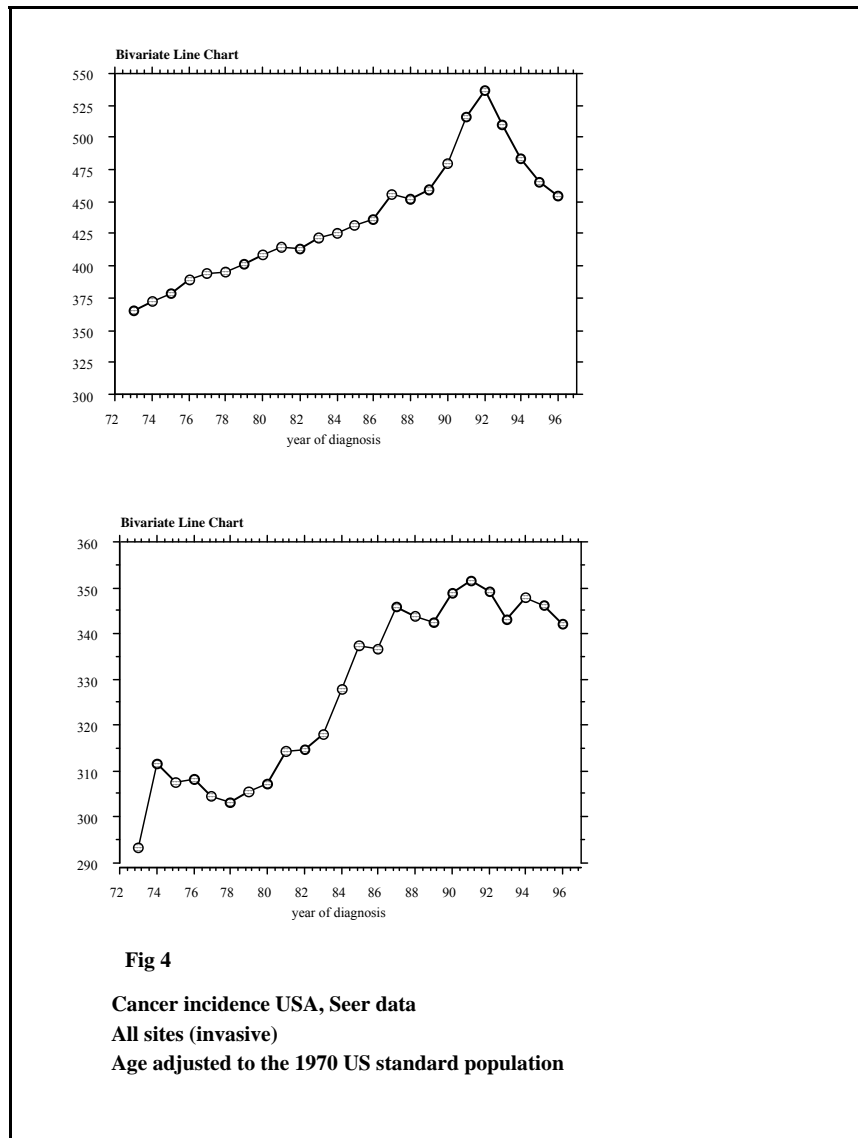 Bivariate Line Chart
550
525
500
475
450
425
400
375
350
325
300
72 74 76 78 80 82 84 86 88 90 92 94 96
year of diagnosis
Bivariate Line Chart
360
350
340
330
320
310
300
290
72 74 76 78 80 82 84 86 88 90 92 94 96
year of diagnosis
Fig 4
Cancer incidence USA, Seer data
All sites (invasive)
Age adjusted to the 1970 US standard population